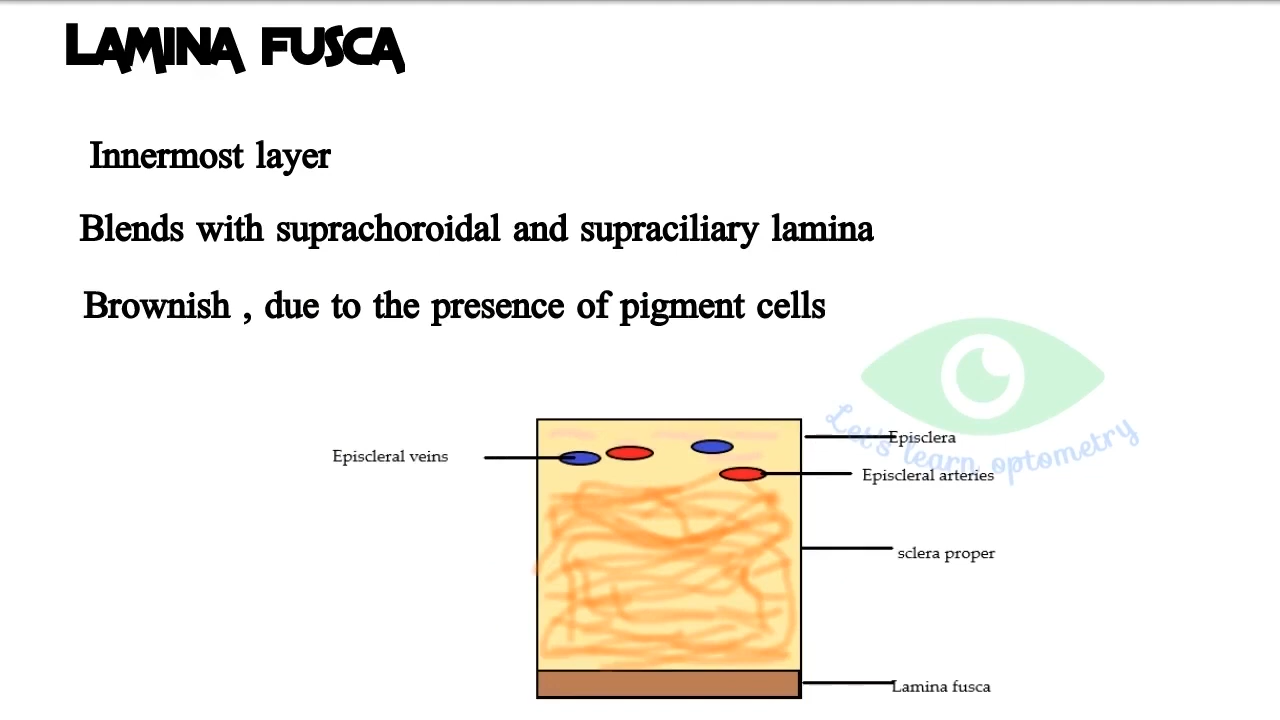 LAMINA FUSCA
Innermost layer
Blends with suprachoroidal and supraciliary lamina
Brownish , due to the presence of pigment cells
Let's learn optometry
Episclera
Episcleral veins
Episcleral arteries
sclera proper
Lamina fusca